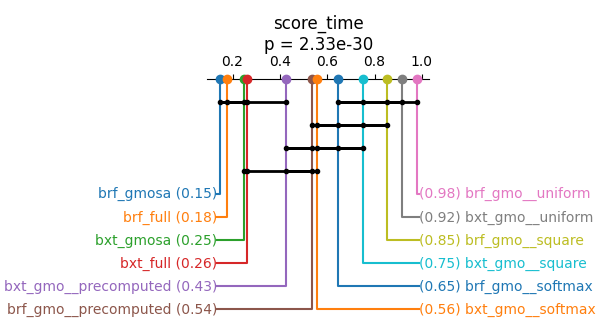 score_time
p = 2.33e-30
0.2 0.4 0.6 0.8 1.0
brf_gmosa (0.15) (0.98) brf_gmo__uniform
brf_full (0.18) (0.92) bxt_gmo__uniform
bxt_gmosa (0.25) (0.85) brf_gmo__square
bxt_full (0.26) (0.75) bxt_gmo__square
bxt_gmo__precomputed (0.43) (0.65) brf_gmo__softmax
brf_gmo__precomputed (0.54) (0.56) bxt_gmo__softmax